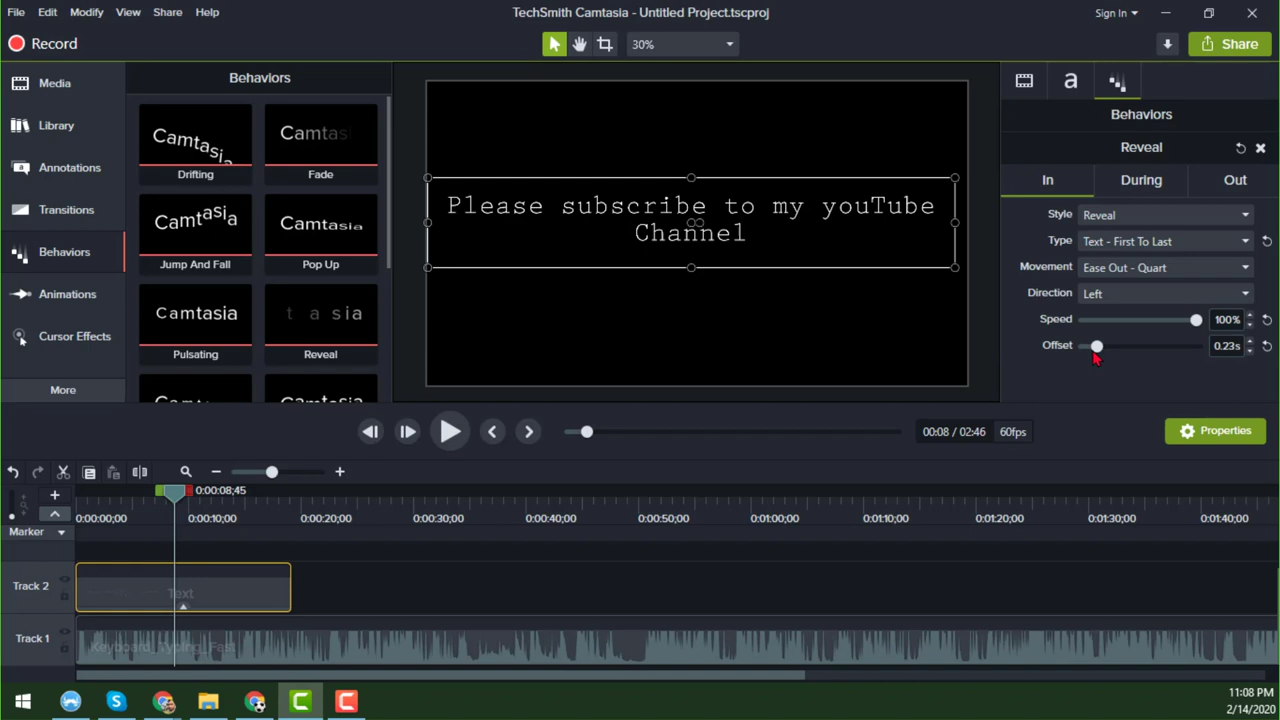 File Edit Modify View Share Help
TechSmith Camtasia - Untitled Project.tscproj
Sign In
Record
30%
Share
Media
Library
Annotations
Transitions
Behaviors
Animations
Cursor Effects
More
Behaviors
Camtasia
Drifting
Camtas
Fade
Camtasia
Jump And Fall
Camtasia
Pop Up
Camtasia
Pulsating
t a sia
Reveal
Please subscribe to my youTube
Channel
a
Behaviors
Reveal
In During Out
Style Reveal
Type Text - First To Last
Movement Ease Out - Quart
Direction Left
Speed 100%
Offset 0.23s
00:08 / 02:46 60fps
Properties
0:00:08;45
0:00:00;00 0:00:10;00 0:00:20;00 0:00:30;00 0:00:40;00 0:00:50;00 0:01:00;00 0:01:10;00 0:01:20;00 0:01:30;00 0:01:40;00
Marker
Track 2
Text
Track 1
Keyboard_Typing_Fast
11:08 PM
2/14/2020